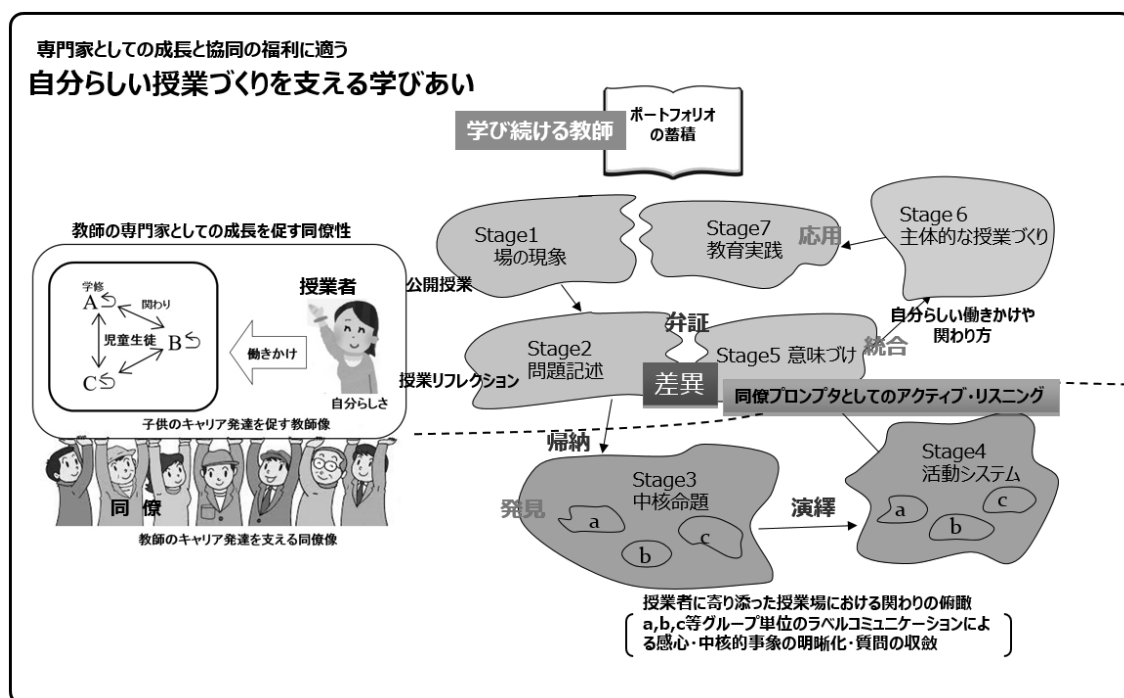 専門家としての成長と協同の福利に適う
自分らしい授業づくりを支える学びあい
学び続ける教師
ポートフォリオ
の蓄積
教師の専門家としての成長を促す同僚性
学修
A
関わり
児童生徒
B
C
働きかけ
授業者
自分らしさ
子供のキャリア発達を促す教師像
同 僚
教師のキャリア発達を支える同僚像
公開授業
授業リフレクション
Stage1
場の現象
Stage7
教育実践
応用
Stage 6
主体的な授業づくり
自分らしい働きかけや
関わり方
Stage2
問題記述
弁証
差異
Stage5 意味づけ
統合
同僚プロンプタとしてのアクティブ・リスニング
帰納
発見
Stage3
中核命題
a
b
c
演繹
Stage4
活動システム
a
b
c
授業者に寄り添った授業場における関わりの俯瞰
a,b,c等グループ単位のラベルコミュニケーションによ
る感心・中核的事象の明晰化・質問の収斂